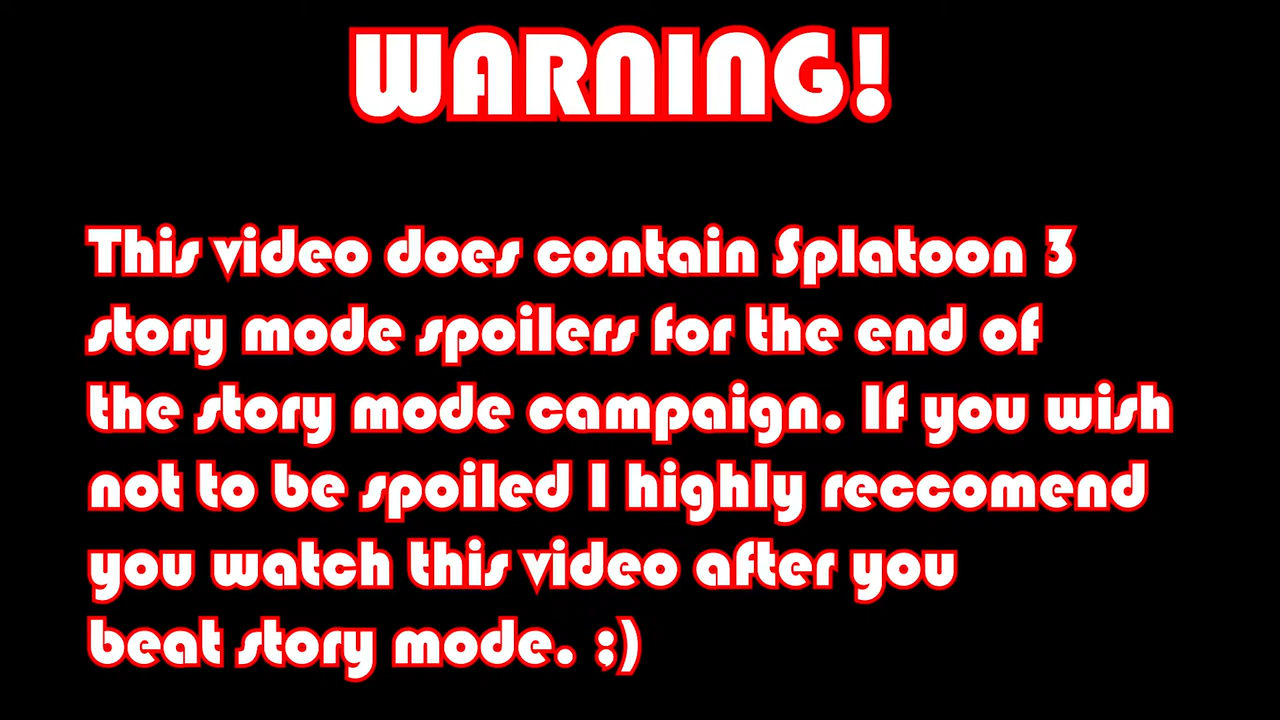 WARNING!
This video does contain Splatoon 3
story mode spoilers for the end of
the story mode campaign. If you wish
not to be spoiled I highly reccomend
you watch this video after you
beat story mode. ;)